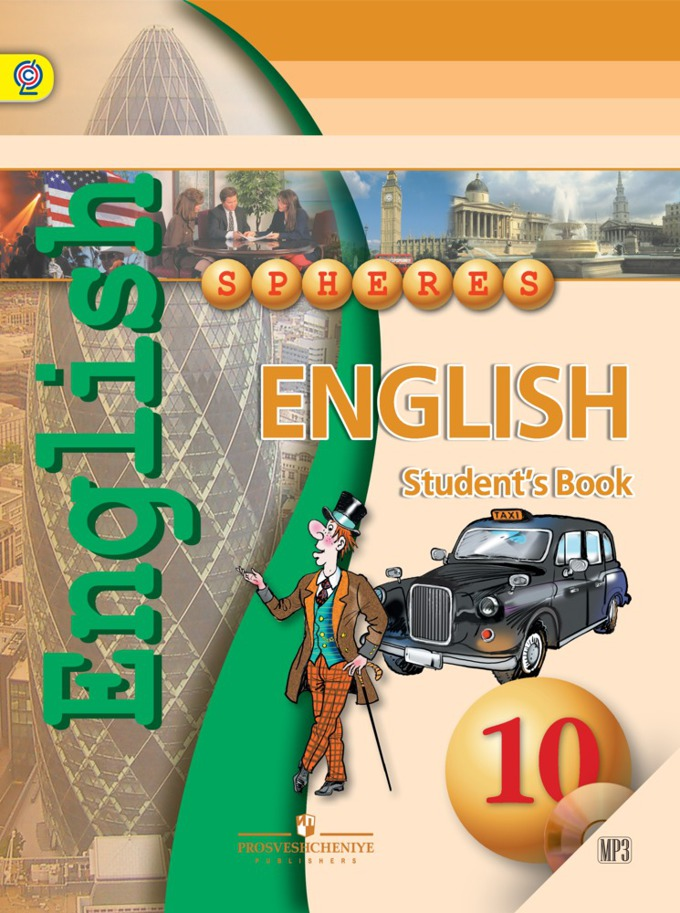 SPHERES
English
ENGLISH
Student's Book
TAXI
10
PROSVESHCHENIYE
PUBLISHERS
MP3